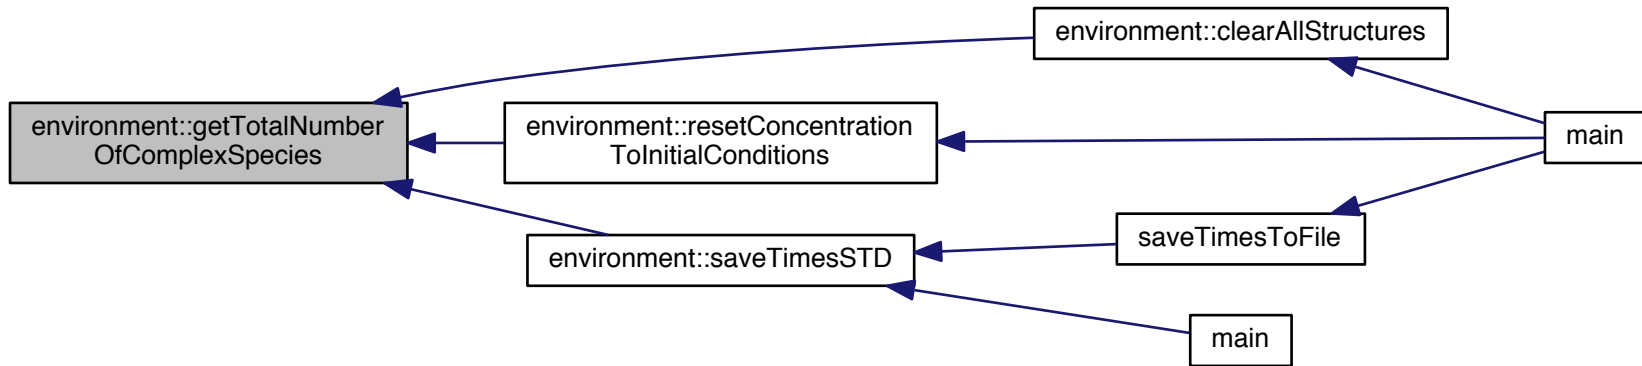 environment::clearAllStructures
environment::getTotalNumber
OfComplexSpecies
environment::resetConcentration
ToInitialConditions
main
environment::saveTimesSTD
saveTimesToFile
main